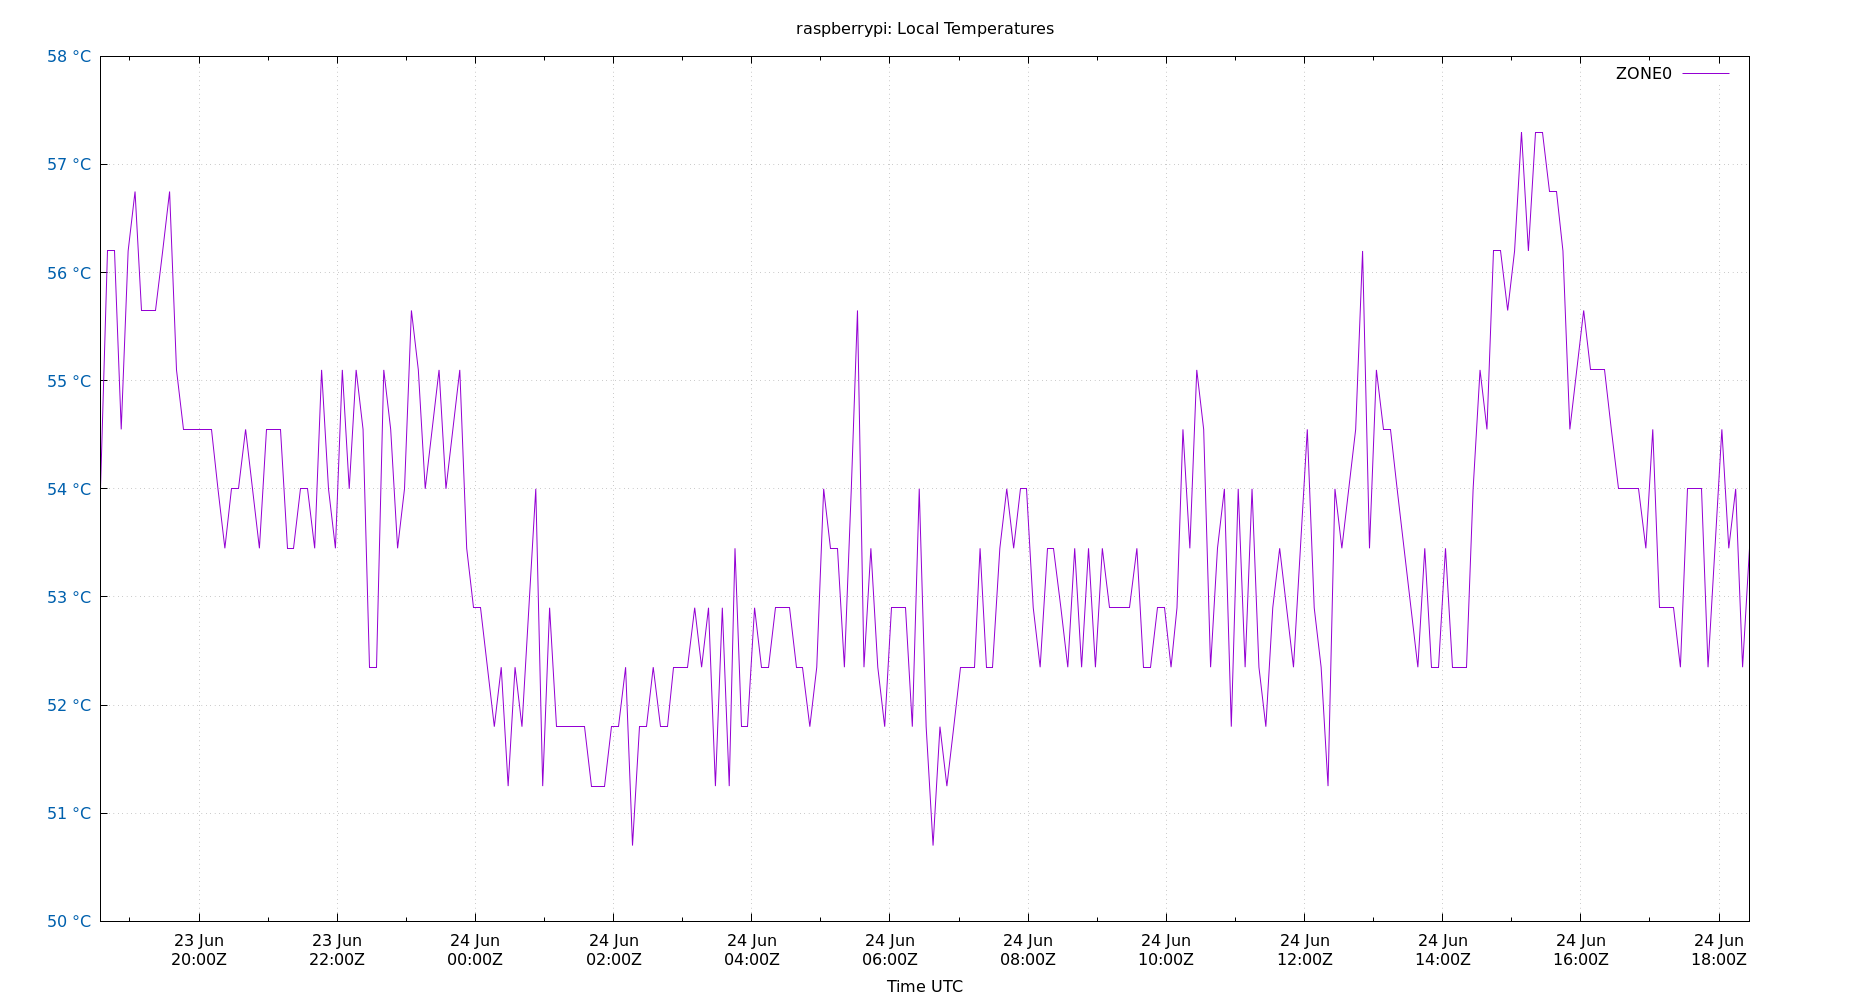 raspberrypi: Local Temperatures
ZONE0
58 °C
57 °C
56 °C
55 °C
54 °C
53 °C
52 °C
51 °C
50 °C
23 Jun 23 Jun 24 Jun 24 Jun 24 Jun 24 Jun 24 Jun 24 Jun 24 Jun 24 Jun 24 Jun 24 Jun
20:00Z 22:00Z 00:00Z 02:00Z 04:00Z 06:00Z 08:00Z 10:00Z 12:00Z 14:00Z 16:00Z 18:00Z
Time UTC